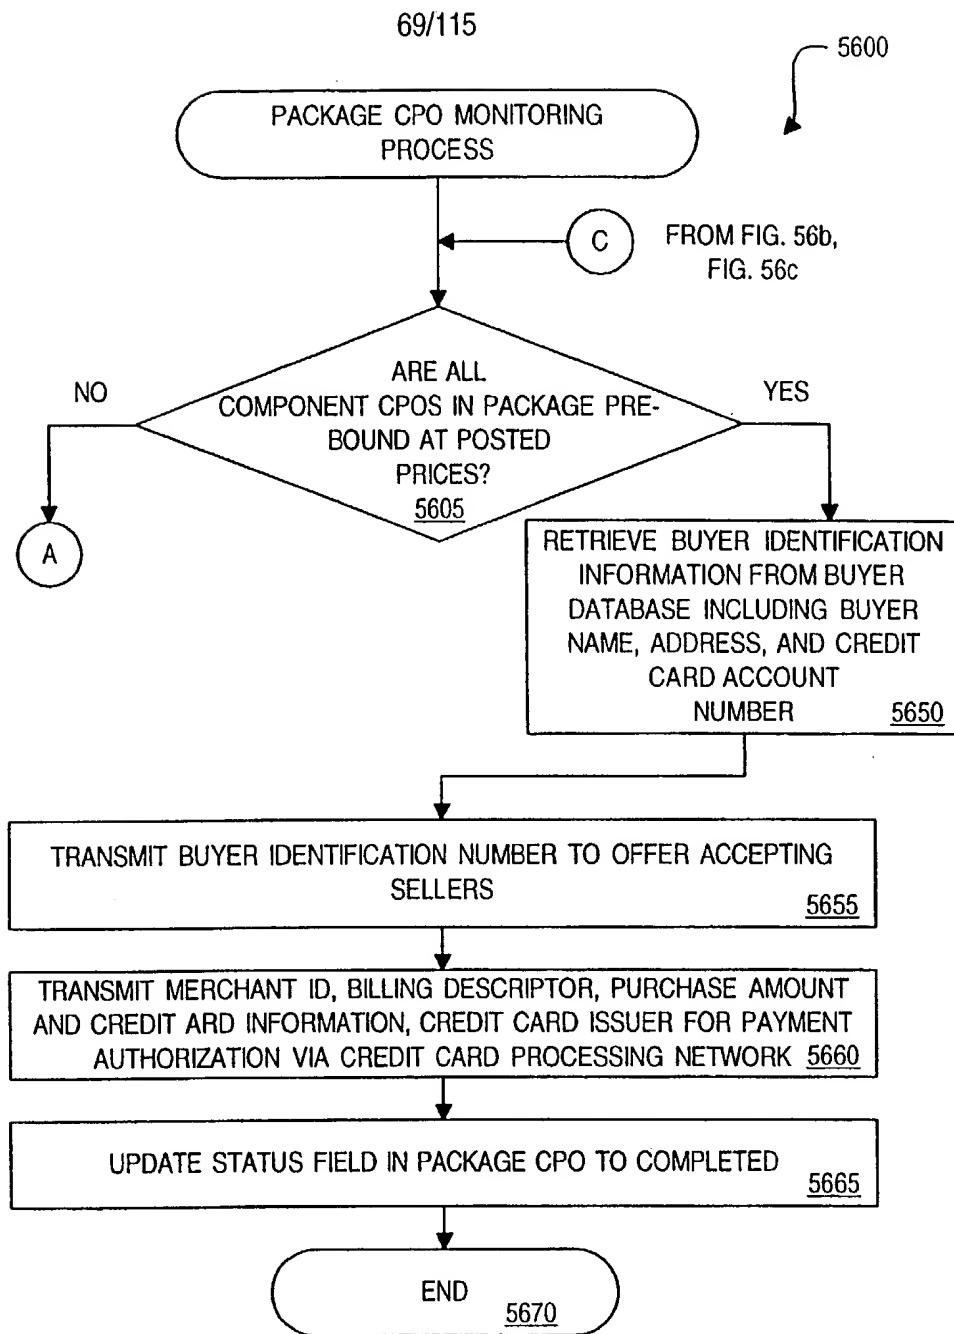 69/115
5600
PACKAGE CPO MONITORING
PROCESS
C
FROM FIG. 56b,
FIG. 56c
NO
YES
ARE ALL
COMPONENT CPOS IN PACKAGE PRE-
BOUND AT POSTED
PRICES?
5605
A
RETRIEVE BUYER IDENTIFICATION
INFORMATION FROM BUYER
DATABASE INCLUDING BUYER
NAME, ADDRESS, AND CREDIT
CARD ACCOUNT
NUMBER 5650
TRANSMIT BUYER IDENTIFICATION NUMBER TO OFFER ACCEPTING
SELLERS
5655
TRANSMIT MERCHANT ID, BILLING DESCRIPTOR, PURCHASE AMOUNT
AND CREDIT ARD INFORMATION, CREDIT CARD ISSUER FOR PAYMENT
AUTHORIZATION VIA CREDIT CARD PROCESSING NETWORK 5660
UPDATE STATUS FIELD IN PACKAGE CPO TO COMPLETED
5665
END
5670